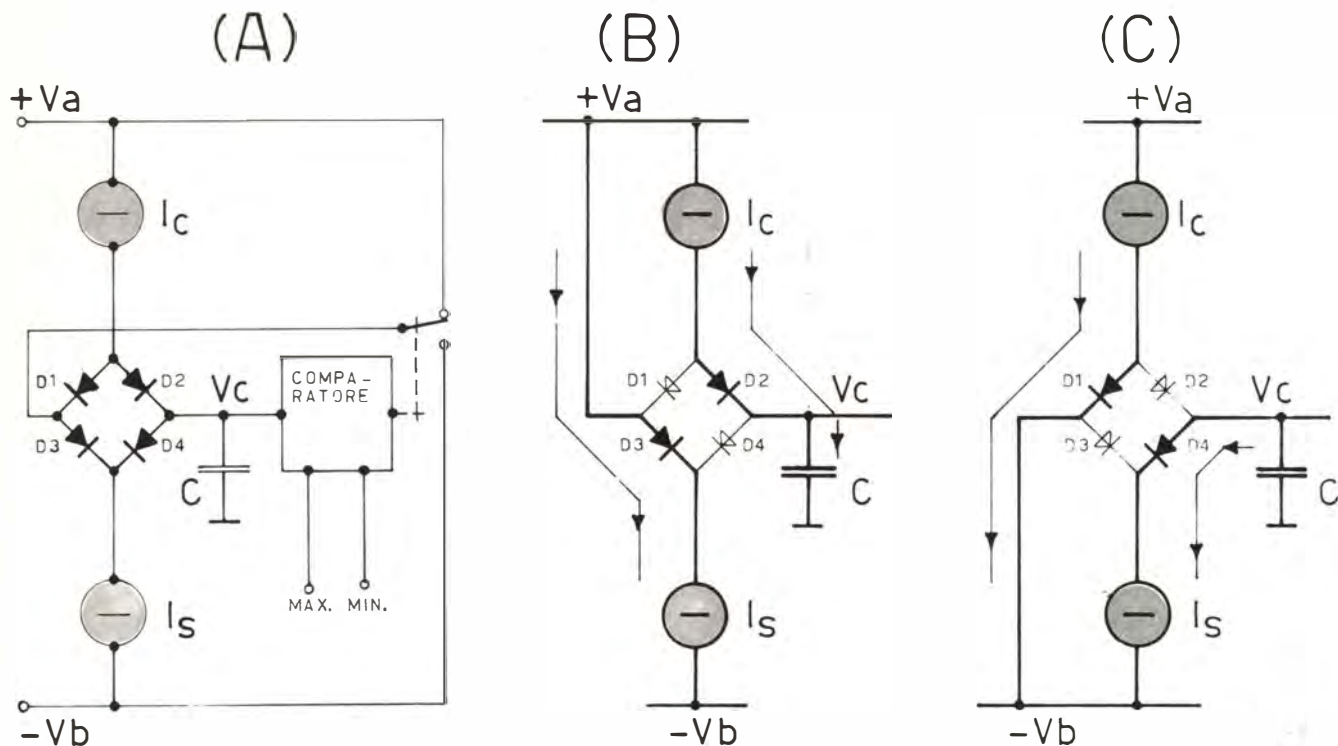 (A)
+Va
Ic
D1
D2
D3
D4
Vc
COMPA-
RATORE
C
MAX. MIN.
Is
-Vb
(B)
+Va
Ic
D1
D2
D3
D4
Vc
C
Is
-Vb
(C)
+Va
Ic
D1
D2
D3
D4
Vc
C
Is
-Vb